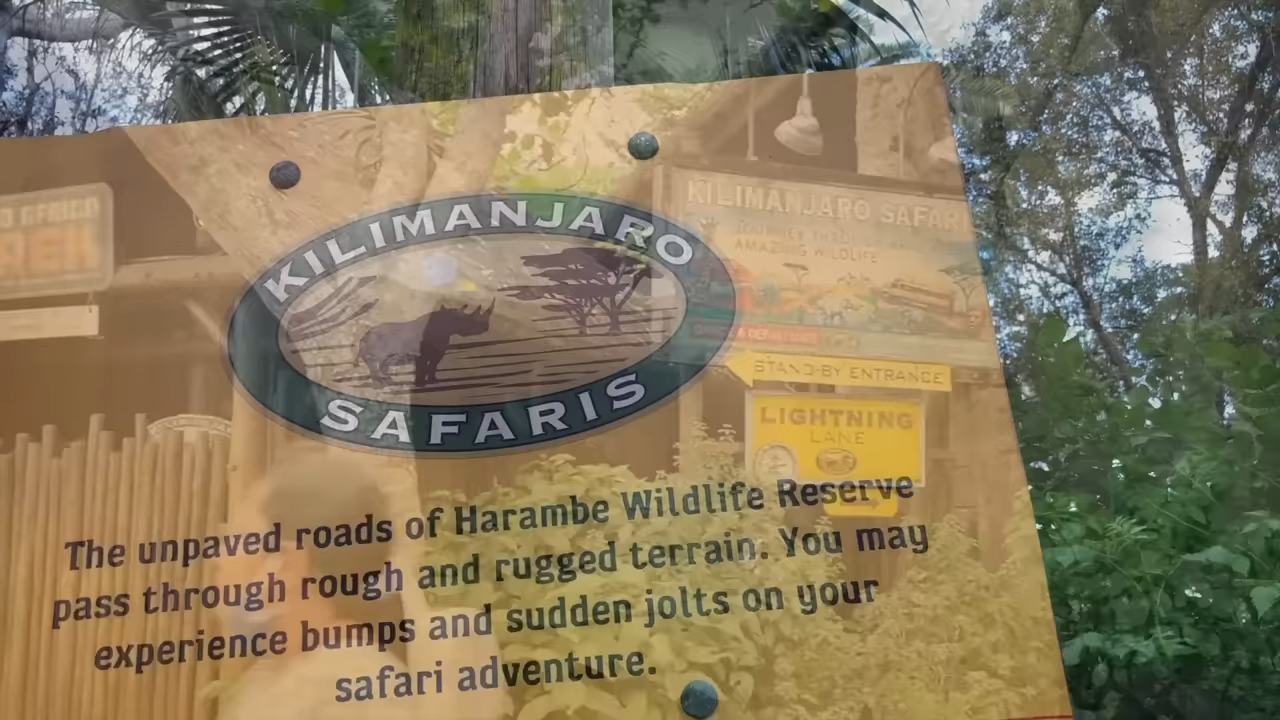 KILIMANJARO
SAFARIS
The unpaved roads of Harambe Wildlife Reserve
pass through rough and rugged terrain. You may
experience bumps and sudden jolts on your
safari adventure.
KILIMANJARO SAFARI
AMAZING WILDLIFE
STAND-BY ENTRANCE
LIGHTNING
LANE